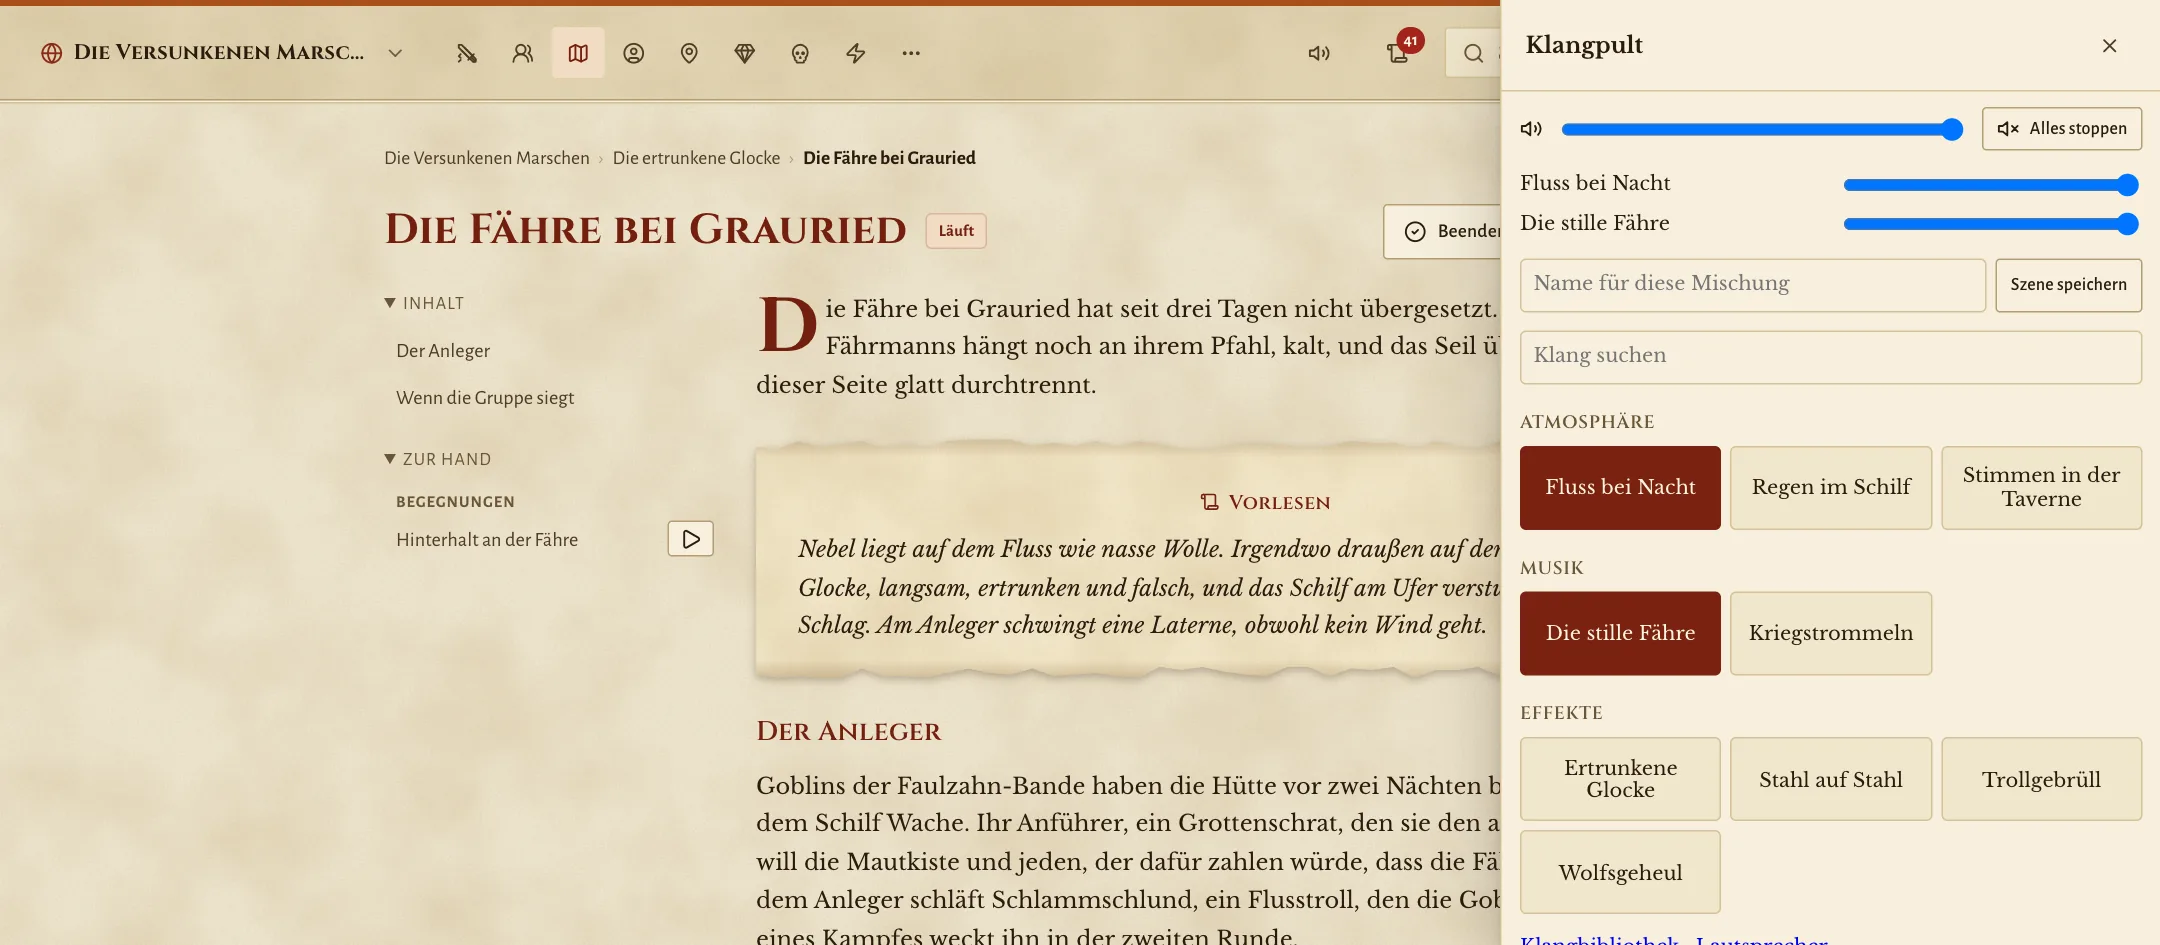 Die Versunkenen Marsc...
41
Die Versunkenen Marschen › Die ertrunkene Glocke › Die Fähre bei Grauried
Die Fähre bei Grauried
Läuft
INHALT
Der Anleger
Wenn die Gruppe siegt
ZUR HAND
BEGEGNUNGEN
Hinterhalt an der Fähre
Die Fähre bei Grauried hat seit drei Tagen nicht übergesetzt.
Fährmanns hängt noch an ihrem Pfahl, kalt, und das Seil
dieser Seite glatt durchtrennt.
Vorlesen
Nebel liegt auf dem Fluss wie nasse Wolle. Irgendwo draußen auf
Glocke, langsam, ertrunken und falsch, und das Schilf am Ufer
Schlag. Am Anleger schwingt eine Laterne, obwohl kein Wind geht.
Der Anleger
Goblins der Faulzahn-Bande haben die Hütte vor zwei Nächten
dem Schilf Wache. Ihr Anführer, ein Grottenschrat, den sie den
will die Mautkiste und jeden, der dafür zahlen würde, dass die
dem Anleger schläft Schlammschlund, ein Flusstroll, den die
eines Kampfes weckt ihn in der zweiten Runde.
Klangpult
Alles stoppen
Fluss bei Nacht
Die stille Fähre
Name für diese Mischung
Szene speichern
Klang suchen
ATMOSPHÄRE
Fluss bei Nacht
Regen im Schilf
Stimmen in der
Taverne
MUSIK
Die stille Fähre
Kriegstrommeln
EFFEKTE
Ertrunkene
Glocke
Stahl auf Stahl
Trollgebrüll
Wolfsgeheul
Klangbibliothek · Lautsprecher